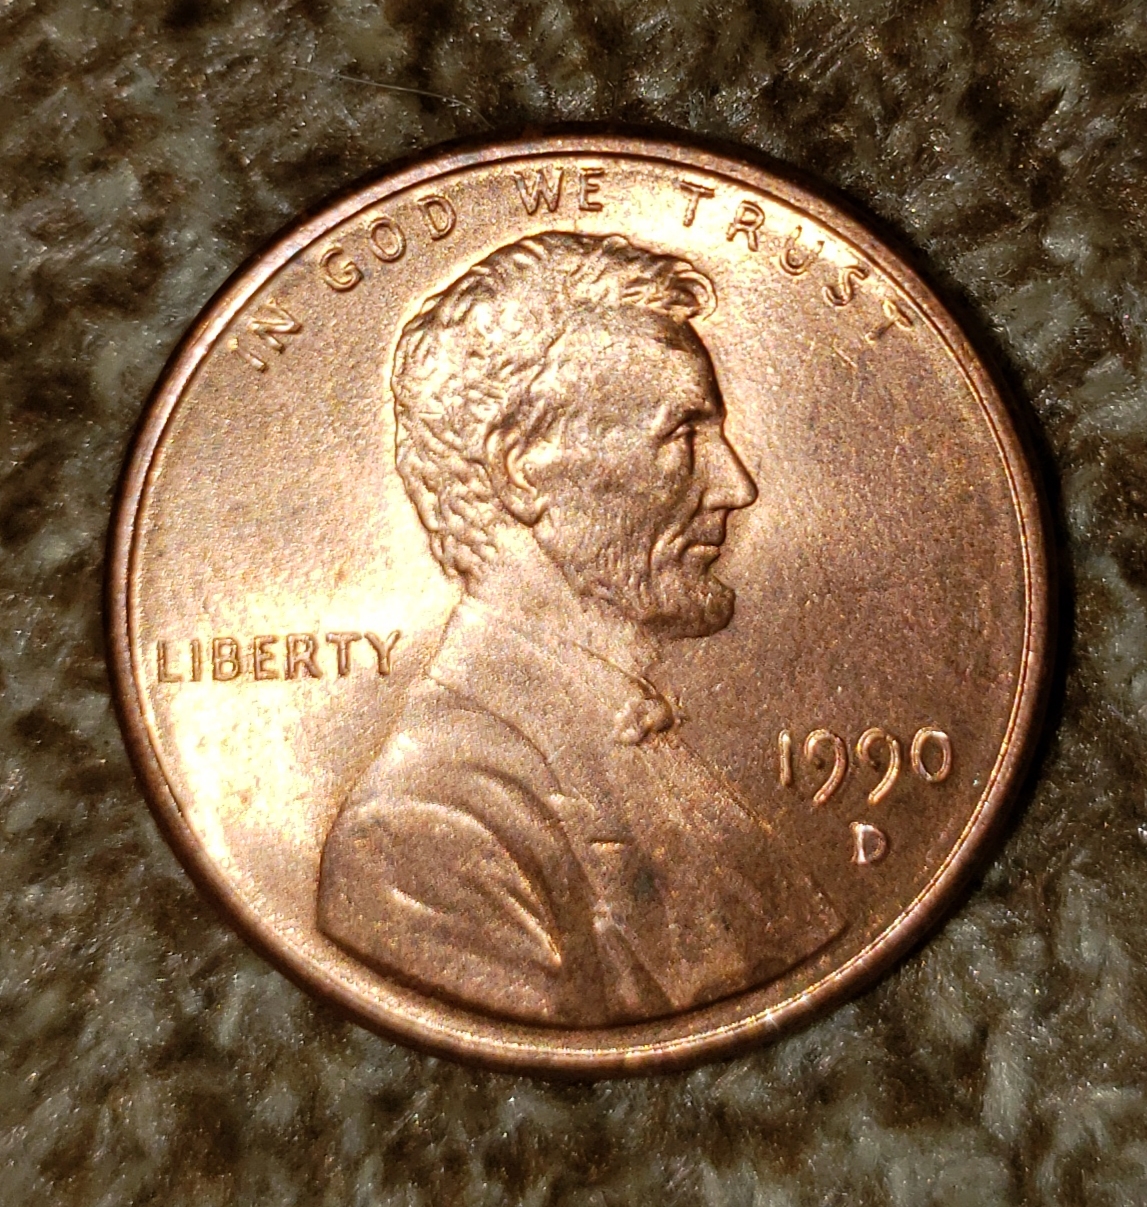 IN GOD WE TRUST
LIBERTY
1990
D